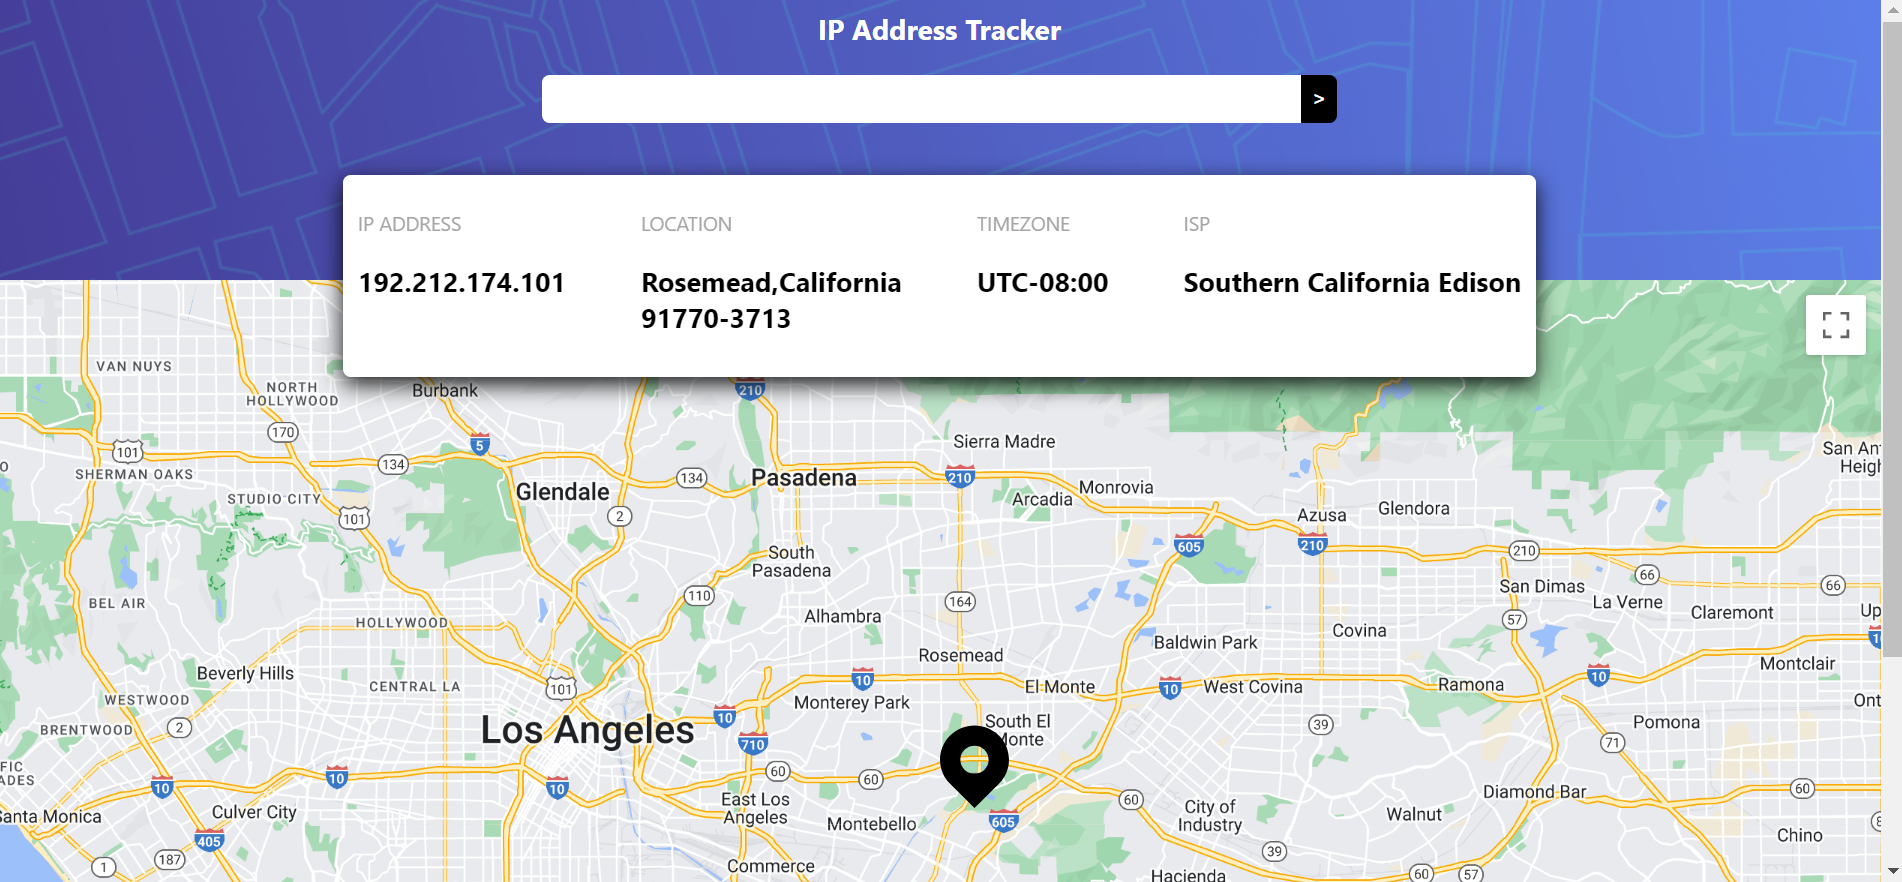 IP Address Tracker
>
IP ADDRESS
LOCATION
TIMEZONE
ISP
192.212.174.101
Rosemead,California
91770-3713
UTC-08:00
Southern California Edison
VAN NUYS
NORTH
HOLLYWOOD
Burbank
210
170
5
Sierra Madre
101
134
SHERMAN OAKS
134
Pasadena
210
San An
Heigh
STUDIO CITY
Glendale
Arcadia
Monrovia
101
2
Azusa
Glendora
605
210
210
South
Pasadena
66
66
San Dimas
BEL AIR
110
164
La Verne
Claremont
Up
HOLLYWOOD
Alhambra
57
Covina
Baldwin Park
Rosemead
Montclair
Beverly Hills
CENTRAL LA
101
10
El Monte
10
West Covina
Ramona
10
WESTWOOD
Monterey Park
Ont
BRENTWOOD
2
Los Angeles
10
South El
Monte
39
Pomona
710
71
FIC
ADES
10
10
10
60
60
60
60
Diamond Bar
East Los
Angeles
Santa Monica
Culver City
Montebello
605
City of
Industry
Walnut
405
Chino
1
187
Commerce
39
Hacienda
60
57